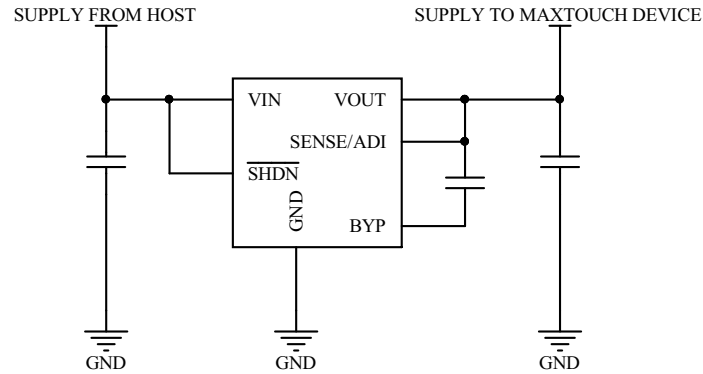 SUPPLY FROM HOST
SUPPLY TO MAXTOUCH DEVICE
VIN
VOUT
SENSE/ADI
SHDN
GND
BYP
GND
GND
GND